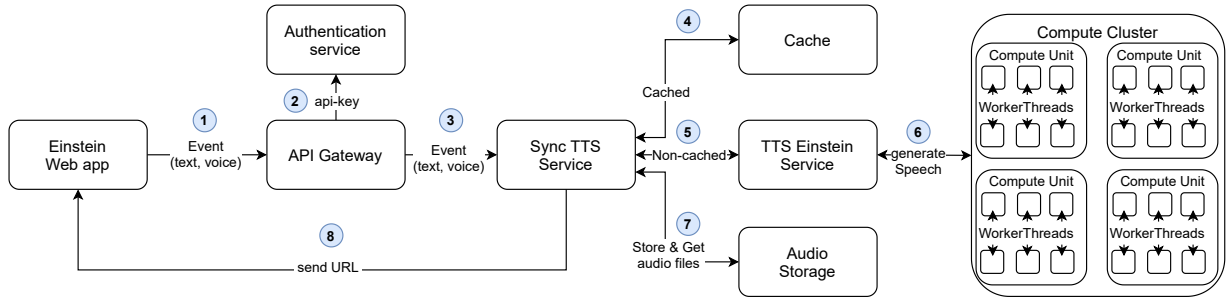 Einstein
Web app
1
Event
(text, voice)
Authentication
service
2
api-key
API Gateway
3
Event
(text, voice)
Sync TTS
Service
4
Cached
Cache
5
Non-cached
TTS Einstein
Service
6
generate
Speech
7
Store & Get
audio files
Audio
Storage
8
send URL
Compute Cluster
Compute Unit
WorkerThreads
Compute Unit
WorkerThreads
Compute Unit
WorkerThreads
Compute Unit
WorkerThreads